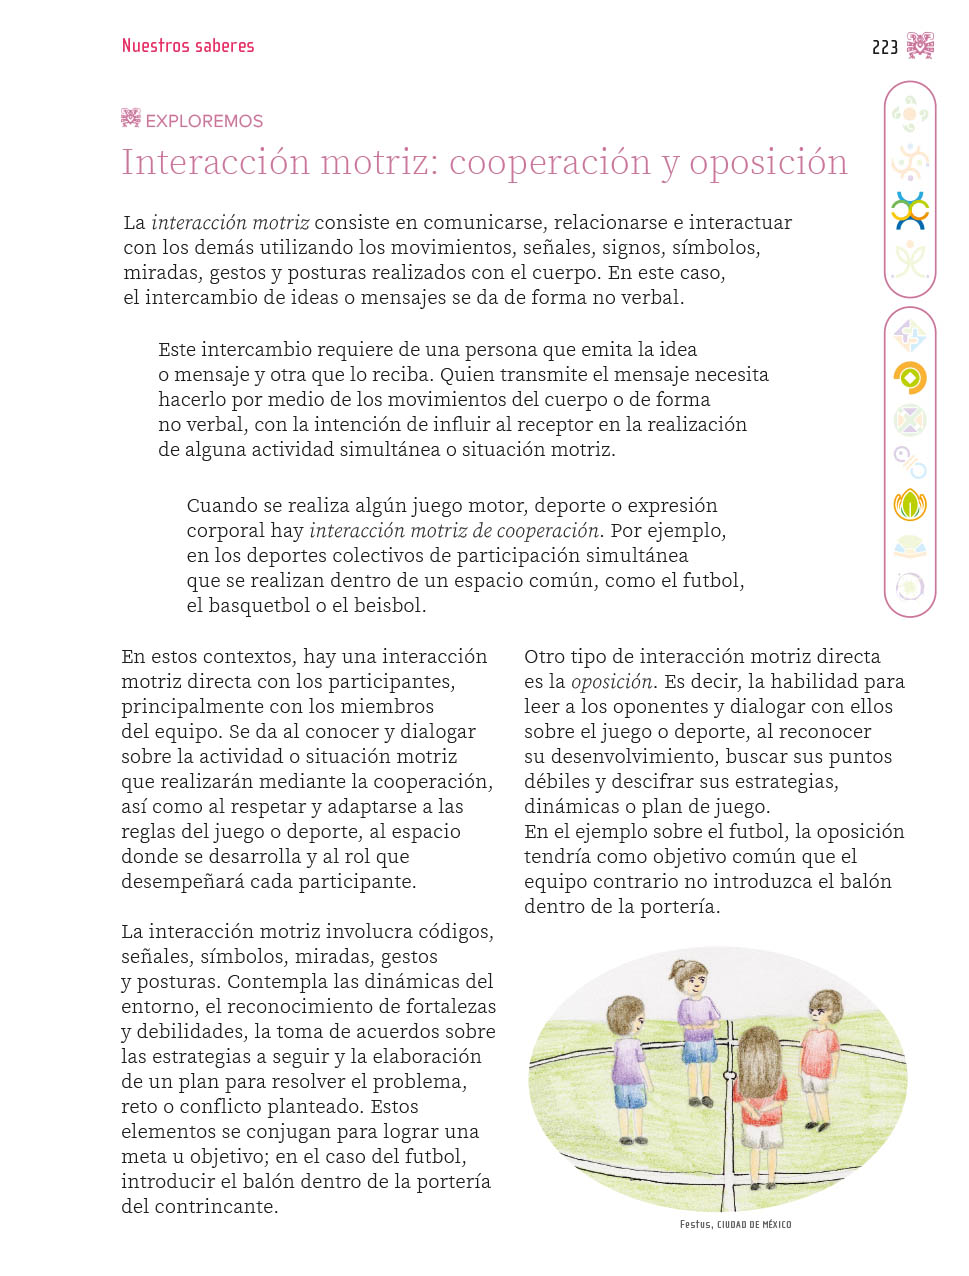 Nuestros saberes
223
EXPLOREMOS
Interacción motriz: cooperación y oposición
La interacción motriz consiste en comunicarse, relacionarse e interactuar
con los demás utilizando los movimientos, señales, signos, símbolos,
miradas, gestos y posturas realizados con el cuerpo. En este caso,
el intercambio de ideas o mensajes se da de forma no verbal.
Este intercambio requiere de una persona que emita la idea
o mensaje y otra que lo reciba. Quien transmite el mensaje necesita
hacerlo por medio de los movimientos del cuerpo o de forma
no verbal, con la intención de influir al receptor en la realización
de alguna actividad simultánea o situación motriz.
Cuando se realiza algún juego motor, deporte o expresión
corporal hay interacción motriz de cooperación. Por ejemplo,
en los deportes colectivos de participación simultánea
que se realizan dentro de un espacio común, como el futbol,
el basquetbol o el beisbol.
En estos contextos, hay una interacción
motriz directa con los participantes,
principalmente con los miembros
del equipo. Se da al conocer y dialogar
sobre la actividad o situación motriz
que realizarán mediante la cooperación,
así como al respetar y adaptarse a las
reglas del juego o deporte, al espacio
donde se desarrolla y al rol que
desempeñará cada participante.
La interacción motriz involucra códigos,
señales, símbolos, miradas, gestos
y posturas. Contempla las dinámicas del
entorno, el reconocimiento de fortalezas
y debilidades, la toma de acuerdos sobre
las estrategias a seguir y la elaboración
de un plan para resolver el problema,
reto o conflicto planteado. Estos
elementos se conjugan para lograr una
meta u objetivo; en el caso del futbol,
introducir el balón dentro de la portería
del contrincante.
Otro tipo de interacción motriz directa
es la oposición. Es decir, la habilidad para
leer a los oponentes y dialogar con ellos
sobre el juego o deporte, al reconocer
su desenvolvimiento, buscar sus puntos
débiles y descifrar sus estrategias,
dinámicas o plan de juego.
En el ejemplo sobre el futbol, la oposición
tendría como objetivo común que el
equipo contrario no introduzca el balón
dentro de la portería.
Festus, CIUDAD DE MÉXICO